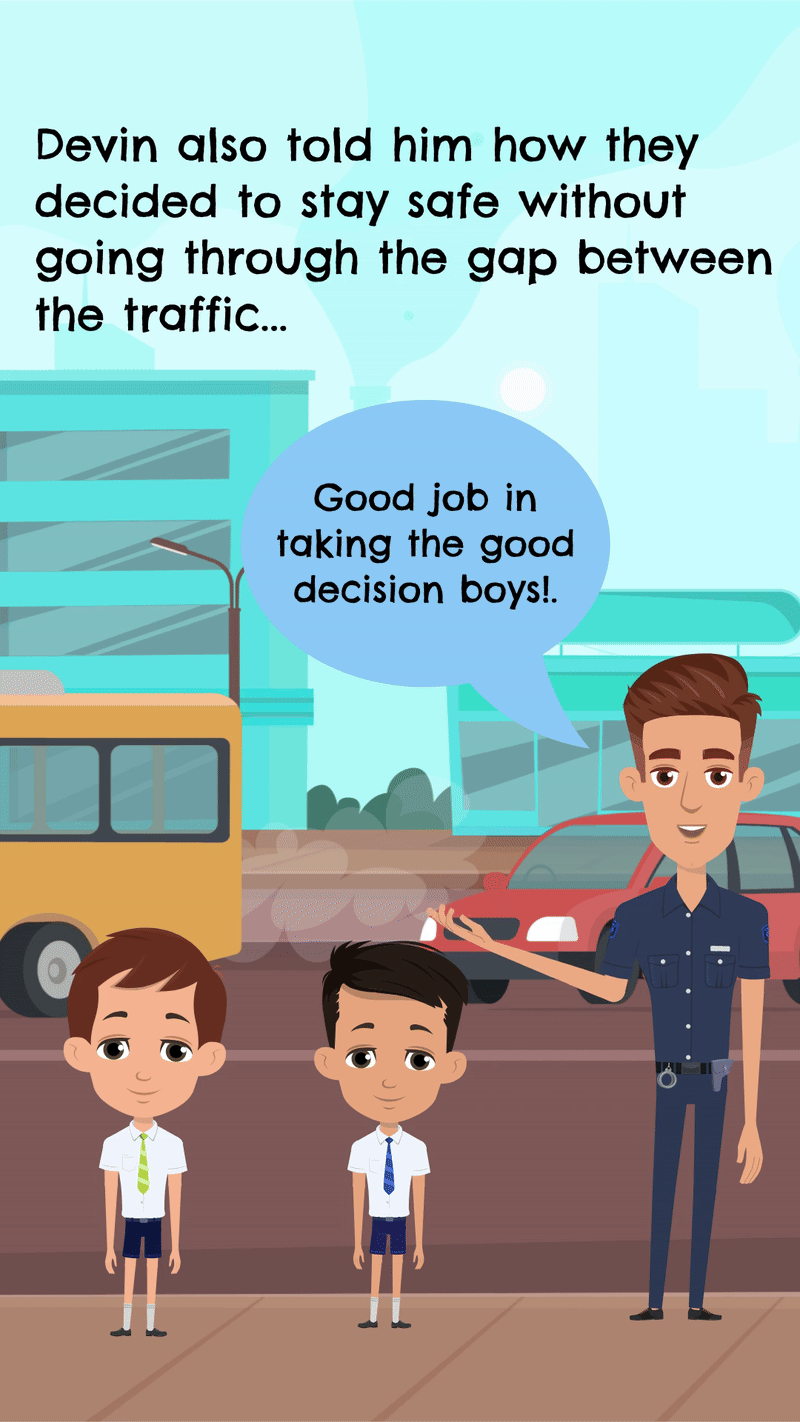 Devin also told him how they
decided to stay safe without
going through the gap between
the traffic...
Good job in
taking the good
decision boys!.